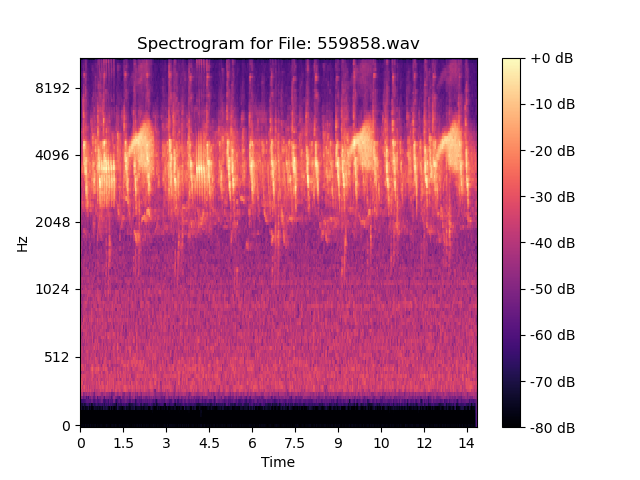 Spectrogram for File: 559858.wav
Hz
8192
4096
2048
1024
512
0
0 1.5 3 4.5 6 7.5 9 10 12 14
Time
+0 dB
-10 dB
-20 dB
-30 dB
-40 dB
-50 dB
-60 dB
-70 dB
-80 dB